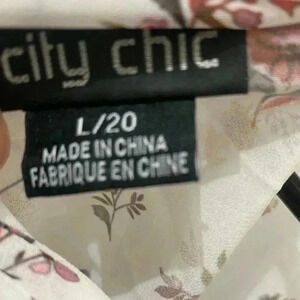 city chic
L/20
MADE IN CHINA
FABRIQUE EN CHINE